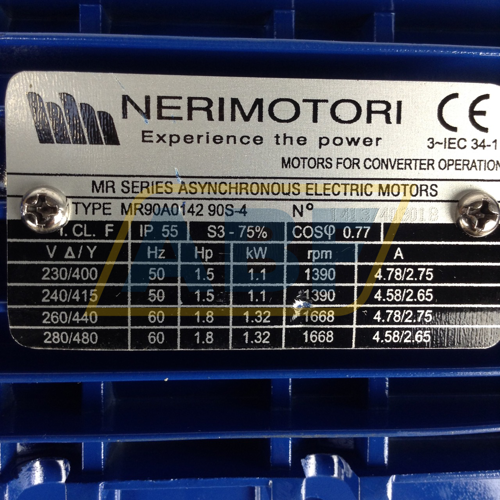 NERIMOTORI CE
Experience the power 3~IEC 34-1
MOTORS FOR CONVERTER OPERATION
MR SERIES ASYNCHRONOUS ELECTRIC MOTORS
TYPE MR90A0142 90S-4 N°
I. CL. F IP 55 S3 - 75% COSφ 0.77
V Δ / Y Hz Hp kW rpm A
230/400 50 1.5 1.1 1390 4.78/2.75
240/415 50 1.5 1.1 1390 4.58/2.65
260/440 60 1.8 1.32 1668 4.78/2.75
280/480 60 1.8 1.32 1668 4.58/2.65